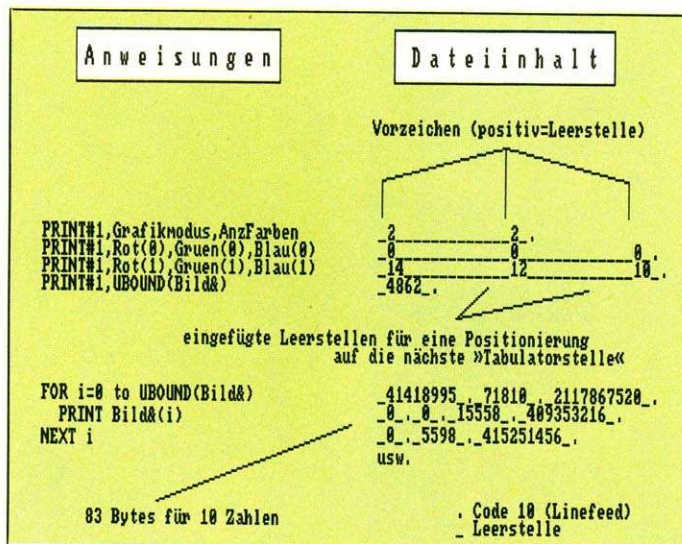 Anweisungen
Dateiinhalt
Vorzeichen (positiv=Leerstelle)
PRINT#1,Grafikmodus,AnzFarben _2_____________2_.
PRINT#1,Rot(0),Gruen(0),Blau(0) _0_____________0_____________0_.
PRINT#1,Rot(1),Gruen(1),Blau(1) _14____________12____________10_.
PRINT#1,UBOUND(Bild&) _4862_.
eingefügte Leerstellen für eine Positionierung
auf die nächste »Tabulatorstelle«
FOR i=0 to UBOUND(Bild&) _41418995_._71810_._2117867520_.
PRINT Bild&(i) _0_._0_._15558_._409353216_.
NEXT i _0_._5598_._415251456_.
usw.
83 Bytes für 10 Zahlen
. Code 10 (Linefeed)
_ Leerstelle